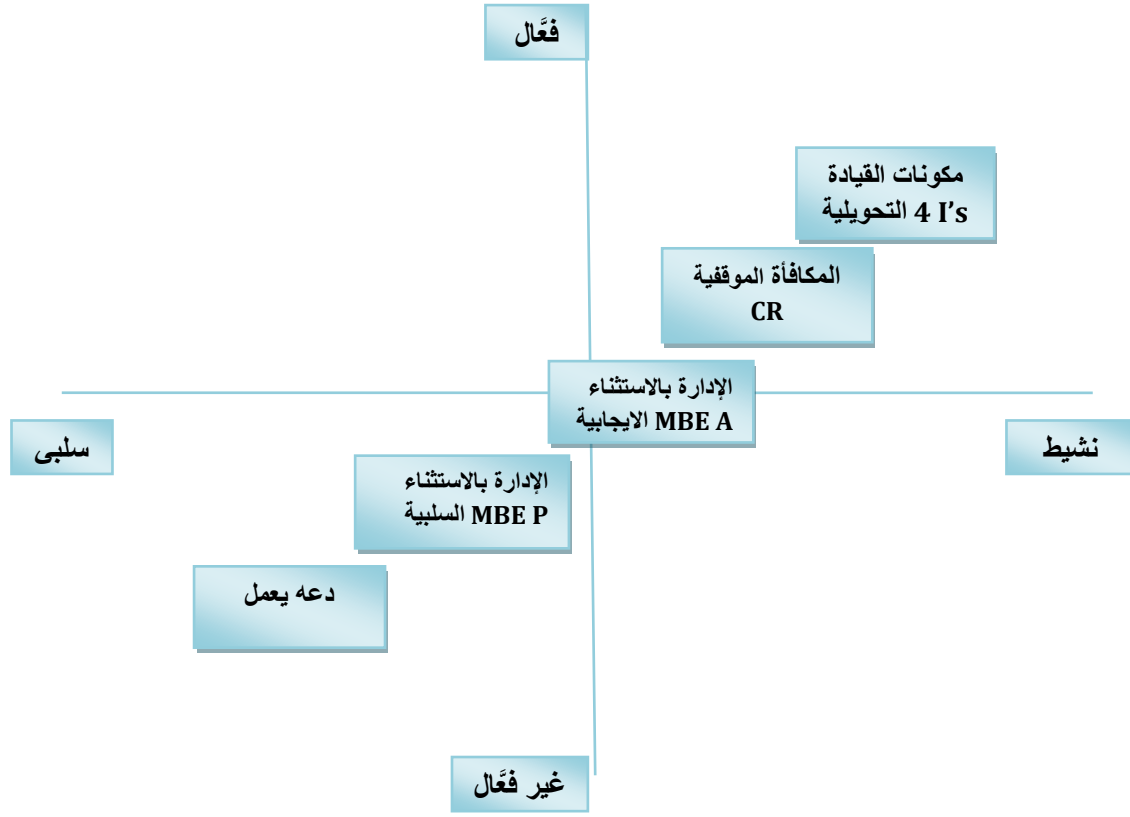 فعَّال
مكونات القيادة
التحويلية 4 I's
المكافأة الموقفية
CR
الإدارة بالاستثناء
الايجابية MBE A
نشيط
سلبى
الإدارة بالاستثناء
السلبية MBE P
دعه يعمل
غير فعَّال